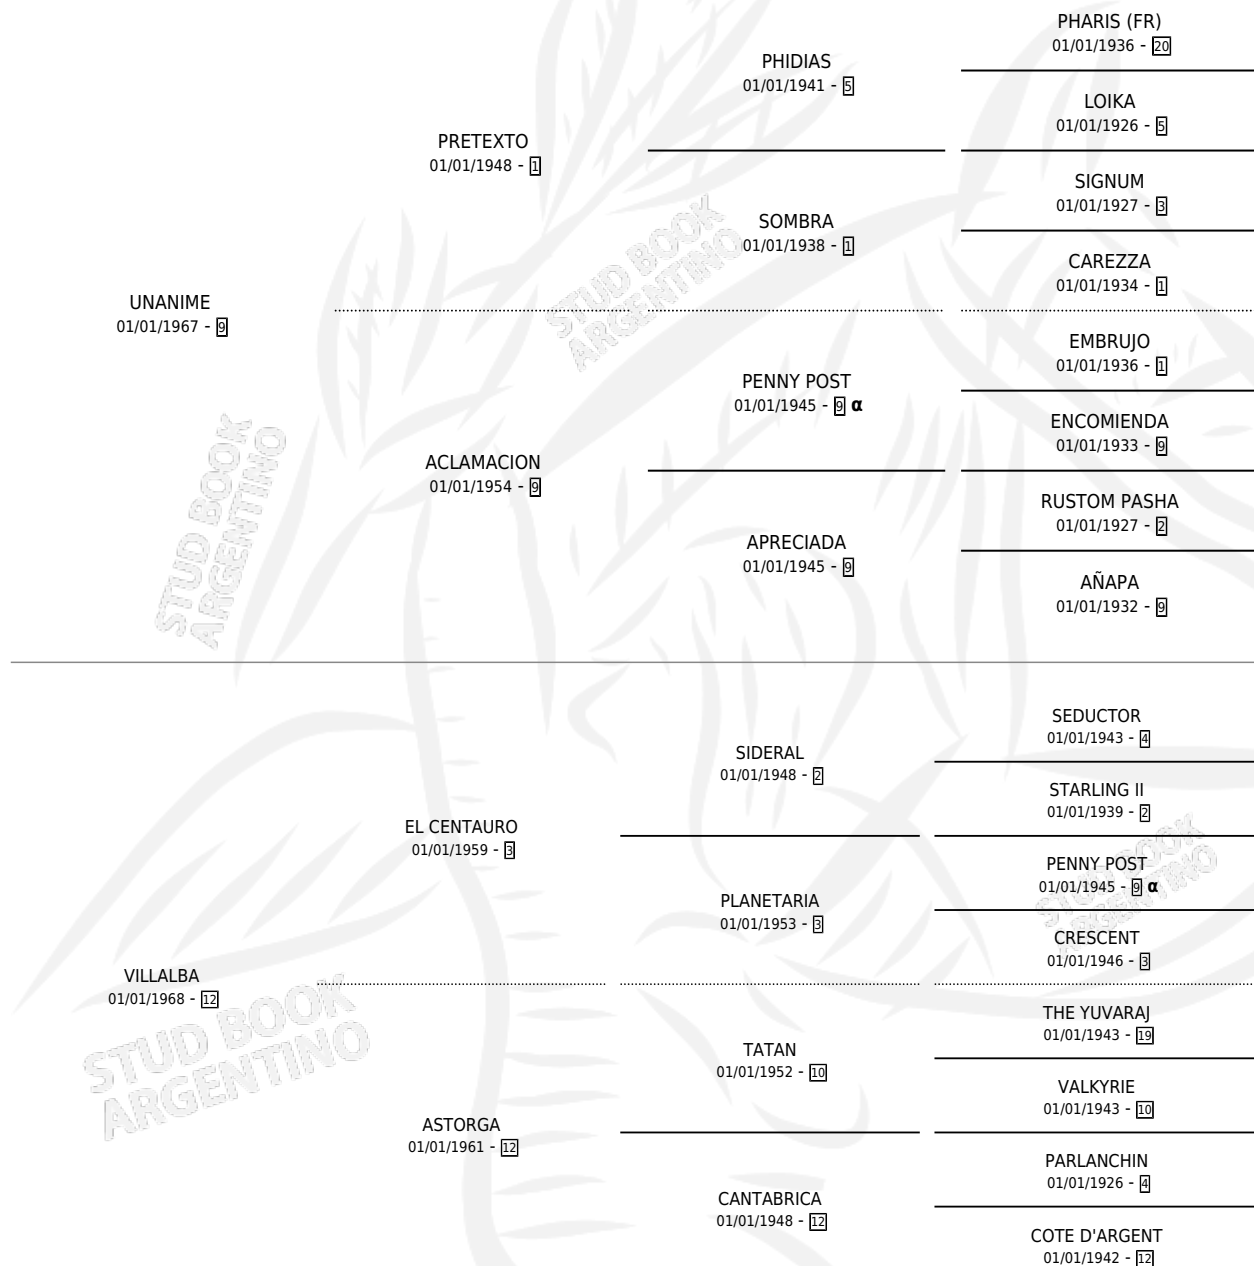 PHARIS (FR)
01/01/1936 - 20
PHIDIAS
01/01/1941 - 5
LOIKA
01/01/1926 - 5
PRETEXTO
01/01/1948 - 1
SIGNUM
01/01/1927 - 3
SOMBRA
01/01/1938 - 1
CAREZZA
01/01/1934 - 1
STUD BOOK
ARGENTINO
UNANIME
01/01/1967 - 9
EMBRUJO
01/01/1936 - 1
PENNY POST
01/01/1945 - 9 α
ENCOMIENDA
01/01/1933 - 9
ACLAMACION
01/01/1954 - 9
STUD BOOK
ARGENTINO
RUSTOM PASHA
01/01/1927 - 2
APRECIADA
01/01/1945 - 9
AÑAPA
01/01/1932 - 9
SEDUCTOR
01/01/1943 - 4
SIDERAL
01/01/1948 - 2
STARLING II
01/01/1939 - 2
EL CENTAURO
01/01/1959 - 3
PENNY POST
01/01/1945 - 9 α
STUD BOOK
ARGENTINO
PLANETARIA
01/01/1953 - 3
CRESCENT
01/01/1946 - 3
VILLALBA
01/01/1968 - 12
STUD BOOK
ARGENTINO
THE YUVARAJ
01/01/1943 - 19
TATAN
01/01/1952 - 10
VALKYRIE
01/01/1943 - 10
ASTORGA
01/01/1961 - 12
PARLANCHIN
01/01/1926 - 4
CANTABRICA
01/01/1948 - 12
COTE D'ARGENT
01/01/1942 - 12